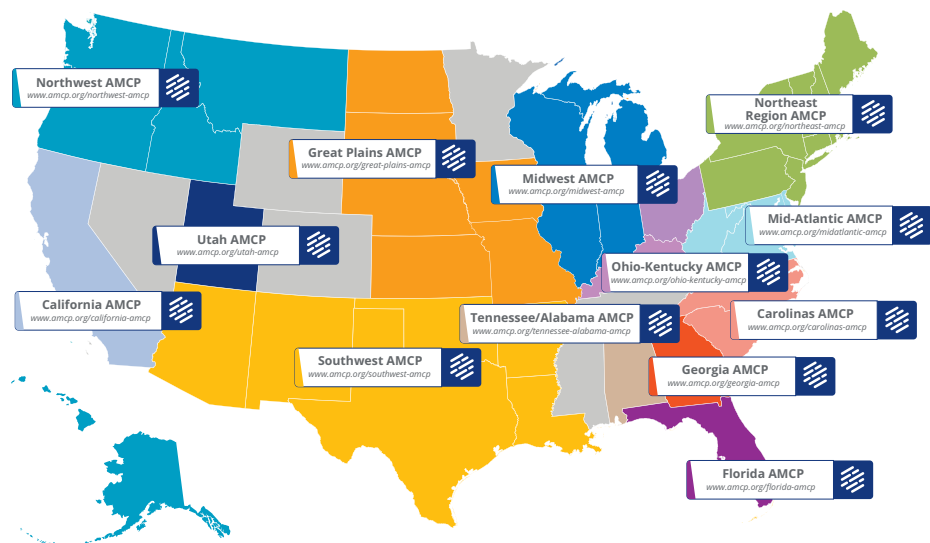 Northwest AMCP
www.amcp.org/northwest-amcp
Northeast
Region AMCP
www.amcp.org/northeast-amcp
Great Plains AMCP
www.amcp.org/great-plains-amcp
Midwest AMCP
www.amcp.org/midwest-amcp
Mid-Atlantic AMCP
www.amcp.org/midatlantic-amcp
Utah AMCP
www.amcp.org/utah-amcp
Ohio-Kentucky AMCP
www.amcp.org/ohio-kentucky-amcp
California AMCP
www.amcp.org/california-amcp
Tennessee/Alabama AMCP
www.amcp.org/tennessee-alabama-amcp
Carolinas AMCP
www.amcp.org/carolinas-amcp
Southwest AMCP
www.amcp.org/southwest-amcp
Georgia AMCP
www.amcp.org/georgia-amcp
Florida AMCP
www.amcp.org/florida-amcp